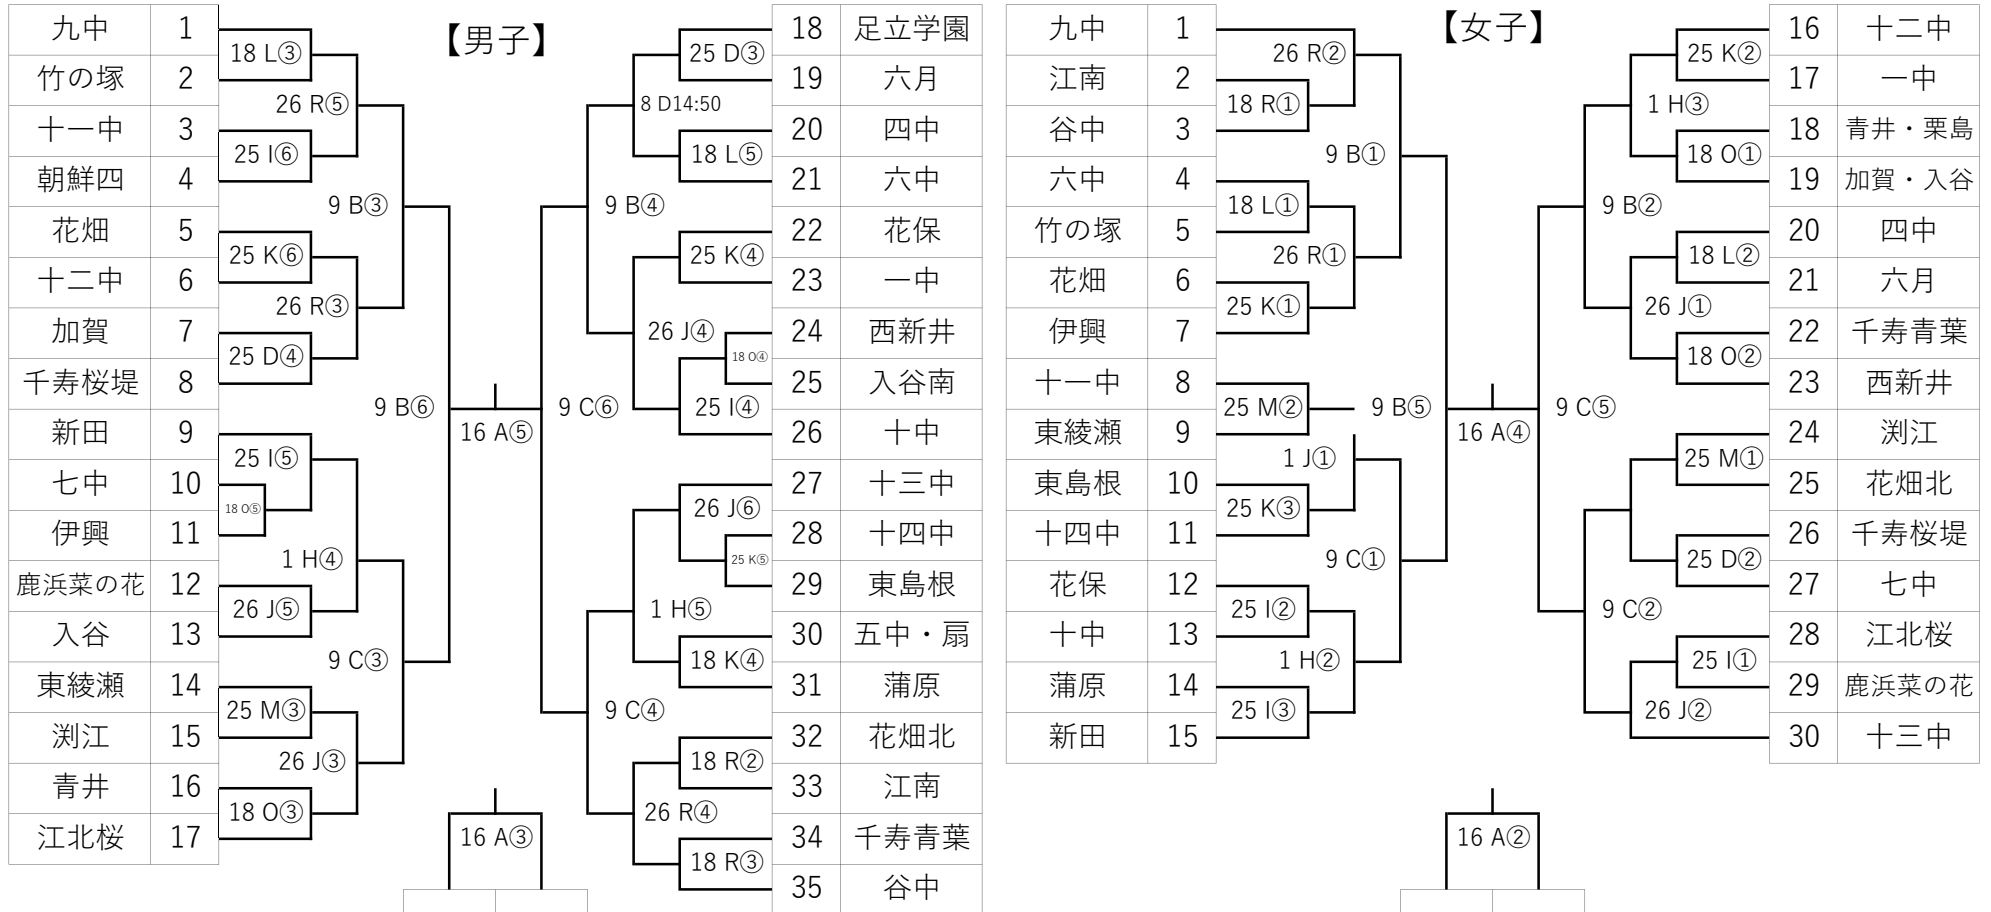 【男子】
九中 1
竹の塚 2
十一中 3
朝鮮四 4
花畑 5
十二中 6
加賀 7
千寿桜堤 8
新田 9
七中 10
伊興 11
鹿浜菜の花 12
入谷 13
東綾瀬 14
渕江 15
青井 16
江北桜 17
18 L③
26 R⑤
25 I⑥
9 B③
25 K⑥
26 R③
25 D④
9 B⑥
25 I⑤
18 O⑤
1 H④
26 J⑤
9 C③
25 M③
26 J③
18 O③
16 A⑤
16 A③
25 D③
8 D14:50
18 L⑤
9 B④
25 K④
26 J④
18 O④
25 I④
9 C⑥
26 J⑥
25 K⑤
1 H⑤
18 K④
9 C④
18 R②
26 R④
18 R③
18 足立学園
19 六月
20 四中
21 六中
22 花保
23 一中
24 西新井
25 入谷南
26 十中
27 十三中
28 十四中
29 東島根
30 五中・扇
31 蒲原
32 花畑北
33 江南
34 千寿青葉
35 谷中
【女子】
九中 1
江南 2
谷中 3
六中 4
竹の塚 5
花畑 6
伊興 7
十一中 8
東綾瀬 9
東島根 10
十四中 11
花保 12
十中 13
蒲原 14
新田 15
26 R②
18 R①
9 B①
18 L①
26 R①
25 K①
25 M②
9 B⑤
1 J①
25 K③
9 C①
25 I②
1 H②
25 I③
16 A④
16 A②
25 K②
1 H③
18 O①
9 B②
18 L②
26 J①
18 O②
9 C⑤
25 M①
25 D②
9 C②
25 I①
26 J②
16 十二中
17 一中
18 青井・栗島
19 加賀・入谷
20 四中
21 六月
22 千寿青葉
23 西新井
24 渕江
25 花畑北
26 千寿桜堤
27 七中
28 江北桜
29 鹿浜菜の花
30 十三中